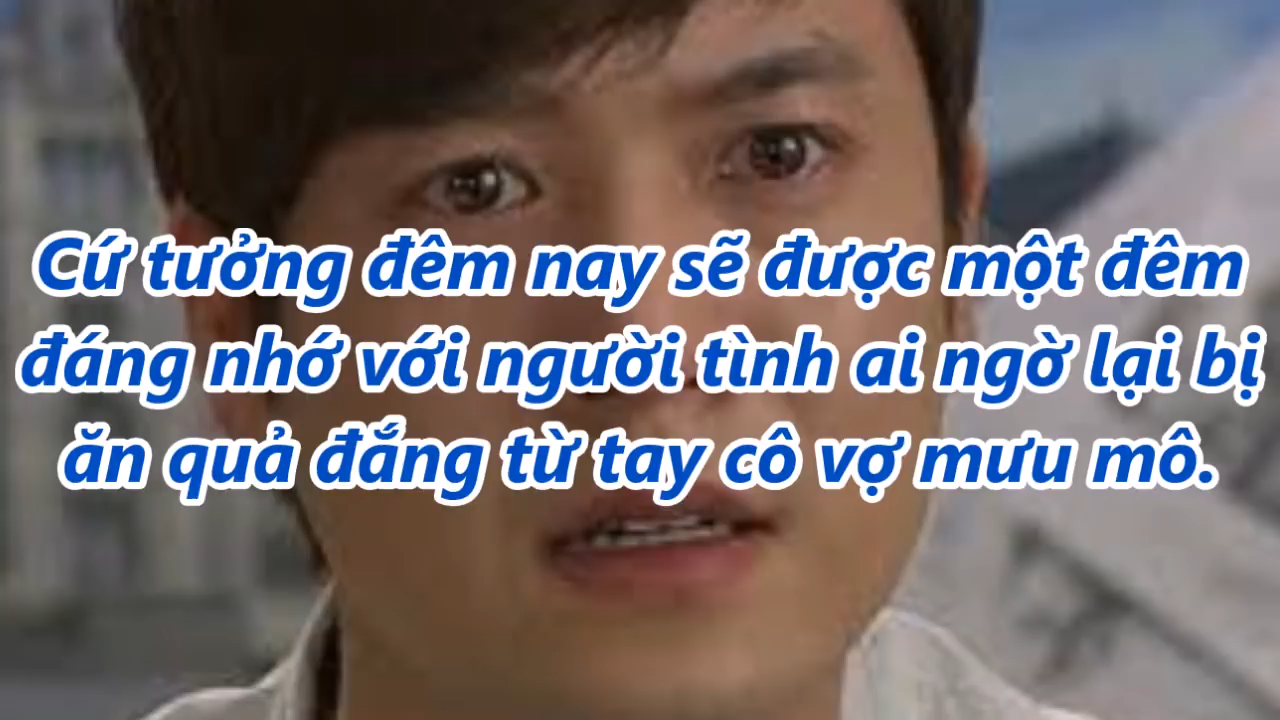 Cứ tưởng đêm nay sẽ được một đêm
đáng nhớ với người tình ai ngờ lại bị
ăn quả đắng từ tay cô vợ mưu mô.